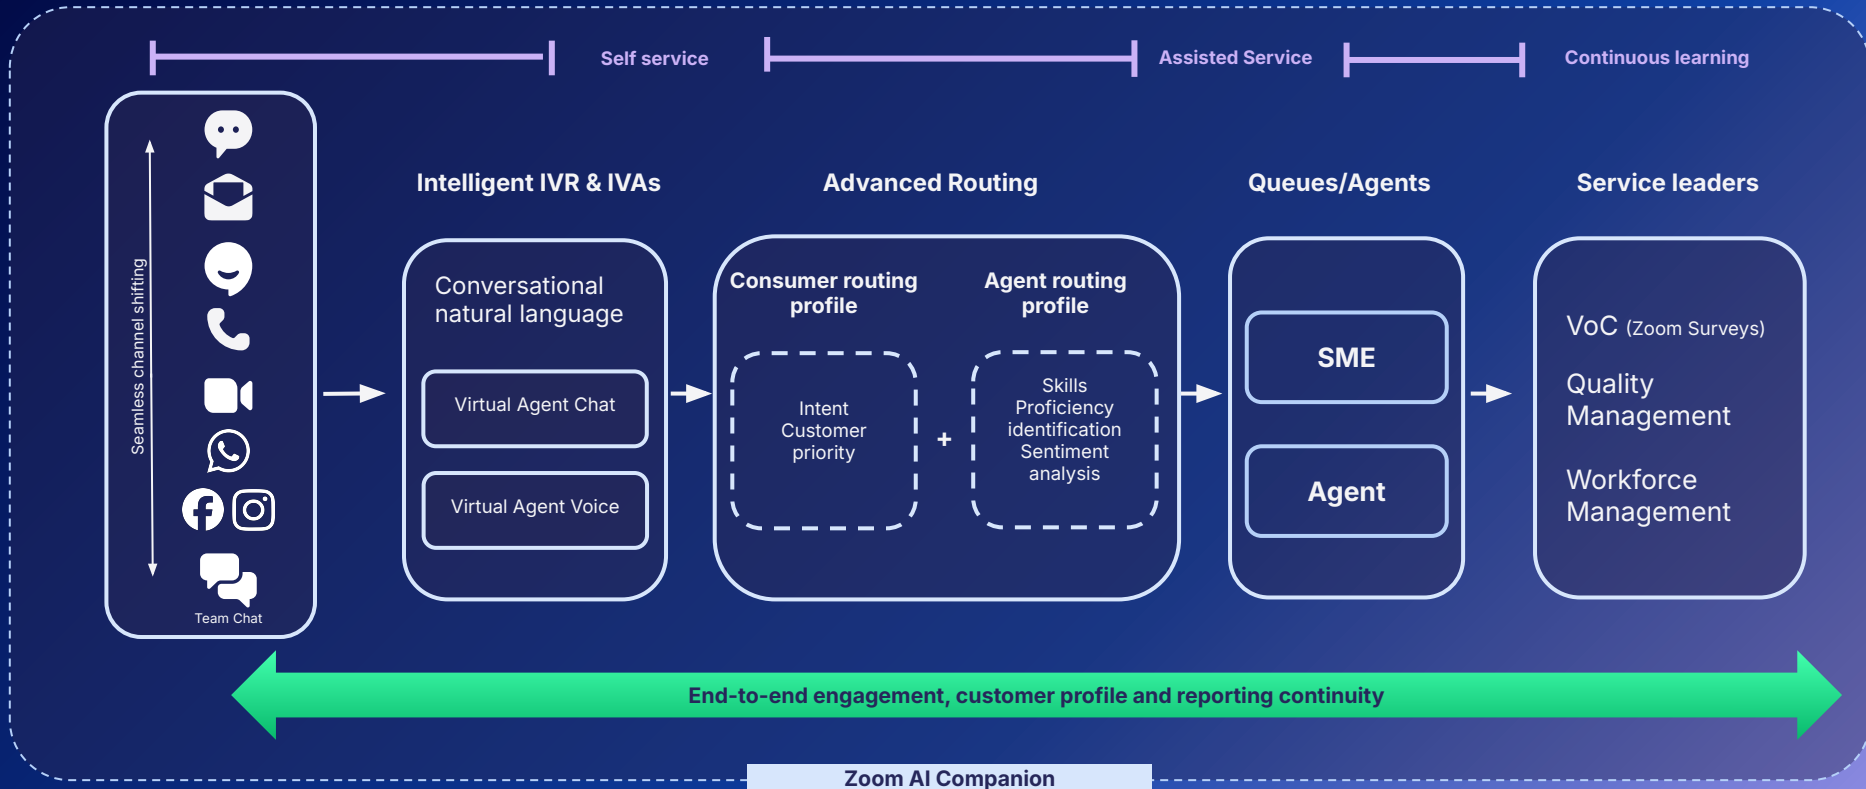 Self service
Assisted Service
Continuous learning
Seamless channel shifting
Team Chat
Intelligent IVR & IVAs
Conversational
natural language
Virtual Agent Chat
Virtual Agent Voice
Advanced Routing
Consumer routing
profile
Intent
Customer
priority
+
Agent routing
profile
Skills
Proficiency
identification
Sentiment
analysis
Queues/Agents
SME
Agent
Service leaders
VoC (Zoom Surveys)
Quality
Management
Workforce
Management
End-to-end engagement, customer profile and reporting continuity
Zoom AI Companion